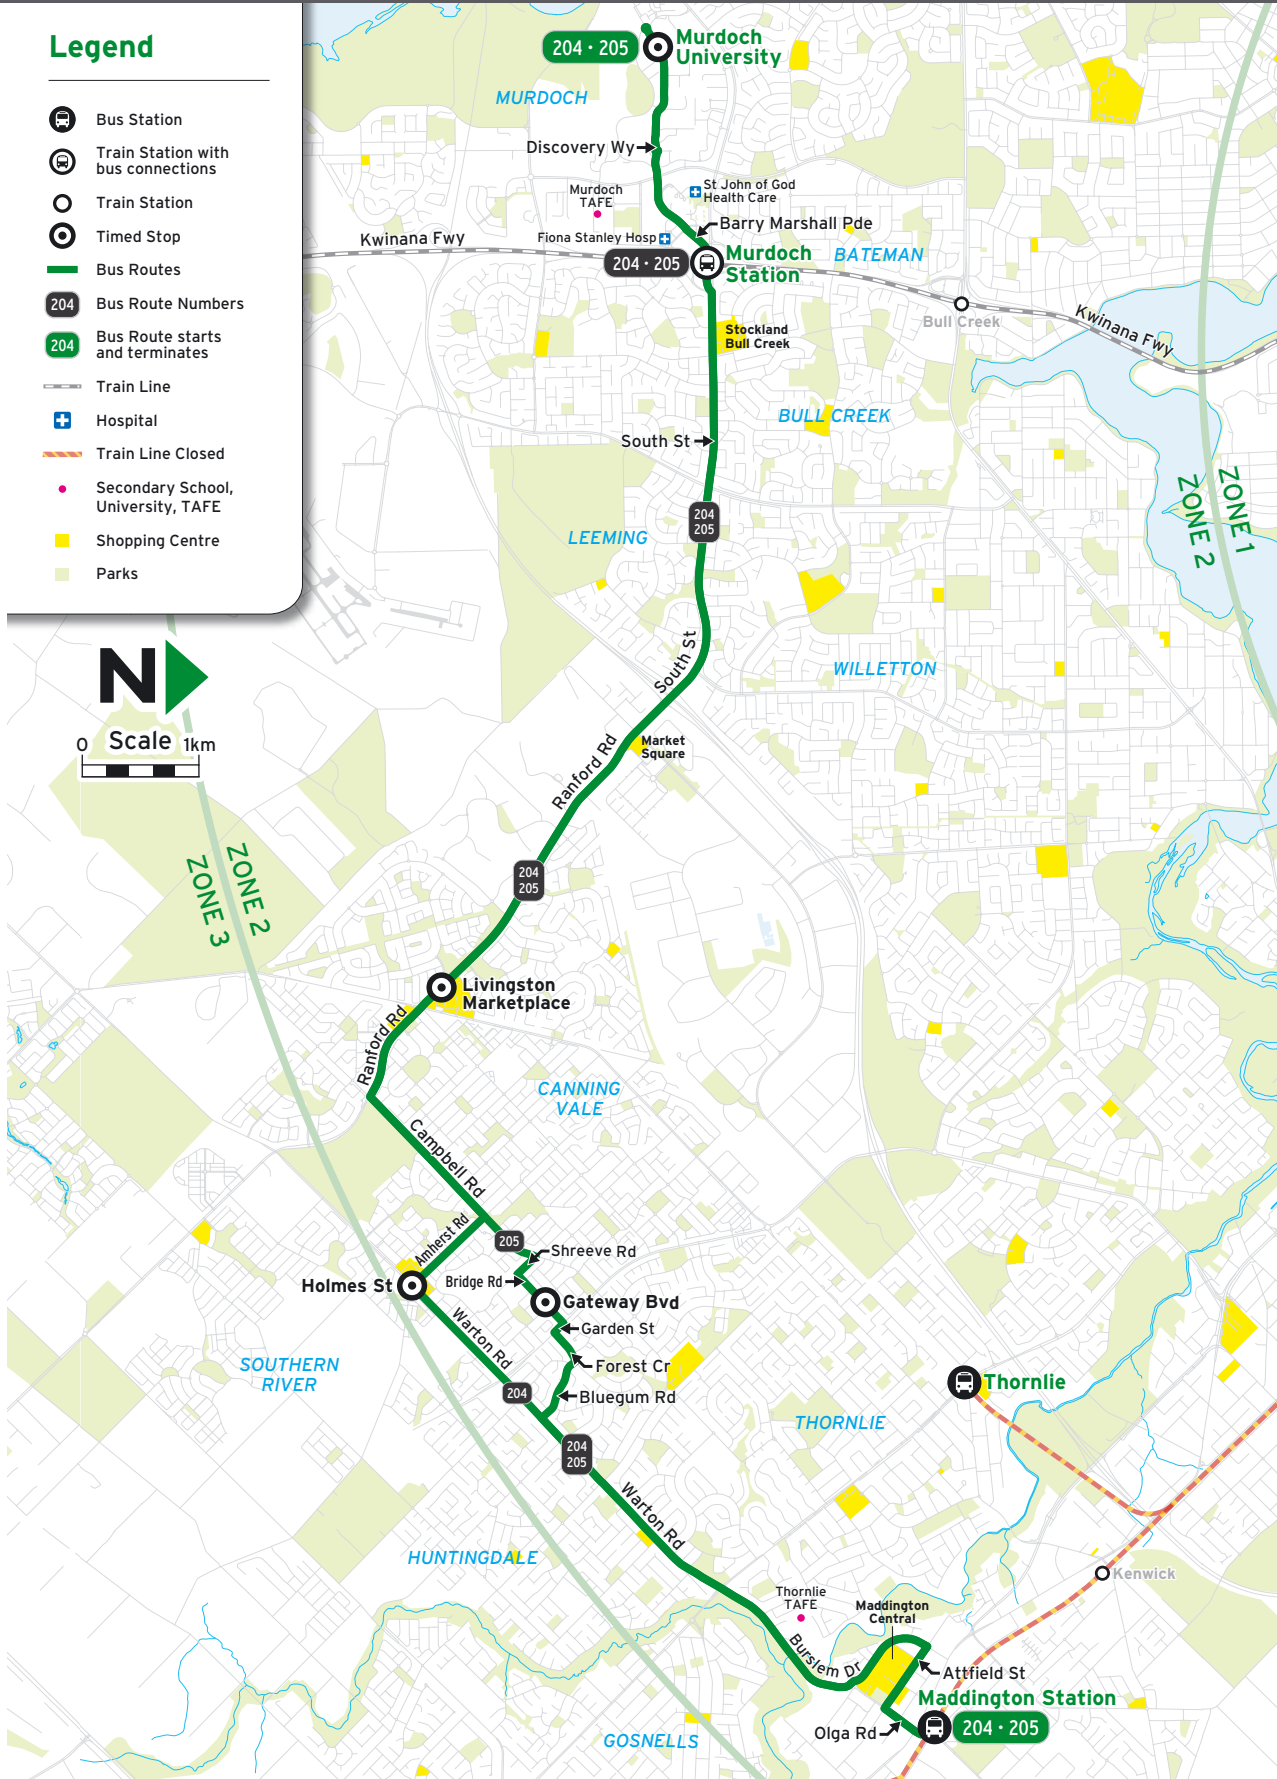 Legend
Bus Station
Train Station with
bus connections
Train Station
Timed Stop
Bus Routes
204
Bus Route Numbers
204
Bus Route starts
and terminates
Train Line
Hospital
Train Line Closed
Secondary School,
University, TAFE
Shopping Centre
Parks
N
0 Scale 1km
204 · 205
Murdoch
University
MURDOCH
Discovery Wy
Murdoch
TAFE
St John of God
Health Care
Barry Marshall Pde
Fiona Stanley Hosp
Kwinana Fwy
204 · 205
Murdoch
Station
BATEMAN
Bull Creek
Kwinana Fwy
Stockland
Bull Creek
BULL CREEK
South St
ZONE 1
ZONE 2
204
205
LEEMING
South St
WILLETTON
Market
Square
Ranford Rd
204
205
ZONE 2
ZONE 3
Livingston
Marketplace
Ranford Rd
CANNING
VALE
Campbell Rd
Amherst Rd
205
Shreeve Rd
Bridge Rd
Holmes St
Gateway Bvd
Garden St
Warton Rd
Forest Cr
SOUTHERN
RIVER
204
Bluegum Rd
Thornlie
THORNLIE
204
205
Warton Rd
HUNTINGDALE
Kenwick
Thornlie
TAFE
Maddington
Central
Burslem Dr
Attfield St
Maddington Station
Olga Rd
204 · 205
GOSNELLS